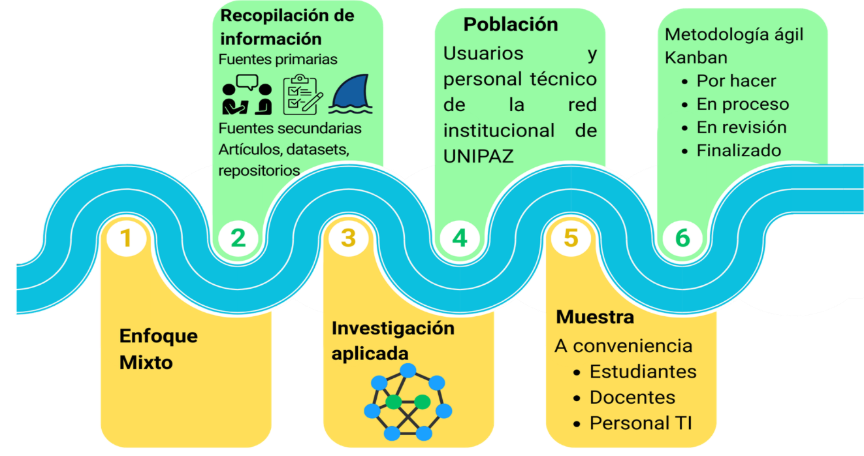 1
Enfoque
Mixto
2
Recopilación de
información
Fuentes primarias
Fuentes secundarias
Artículos, datasets,
repositorios
3
Investigación
aplicada
4
Población
Usuarios y
personal técnico
de la red
institucional de
UNIPAZ
5
Muestra
A conveniencia
• Estudiantes
• Docentes
• Personal TI
6
Metodología ágil
Kanban
• Por hacer
• En proceso
• En revisión
• Finalizado